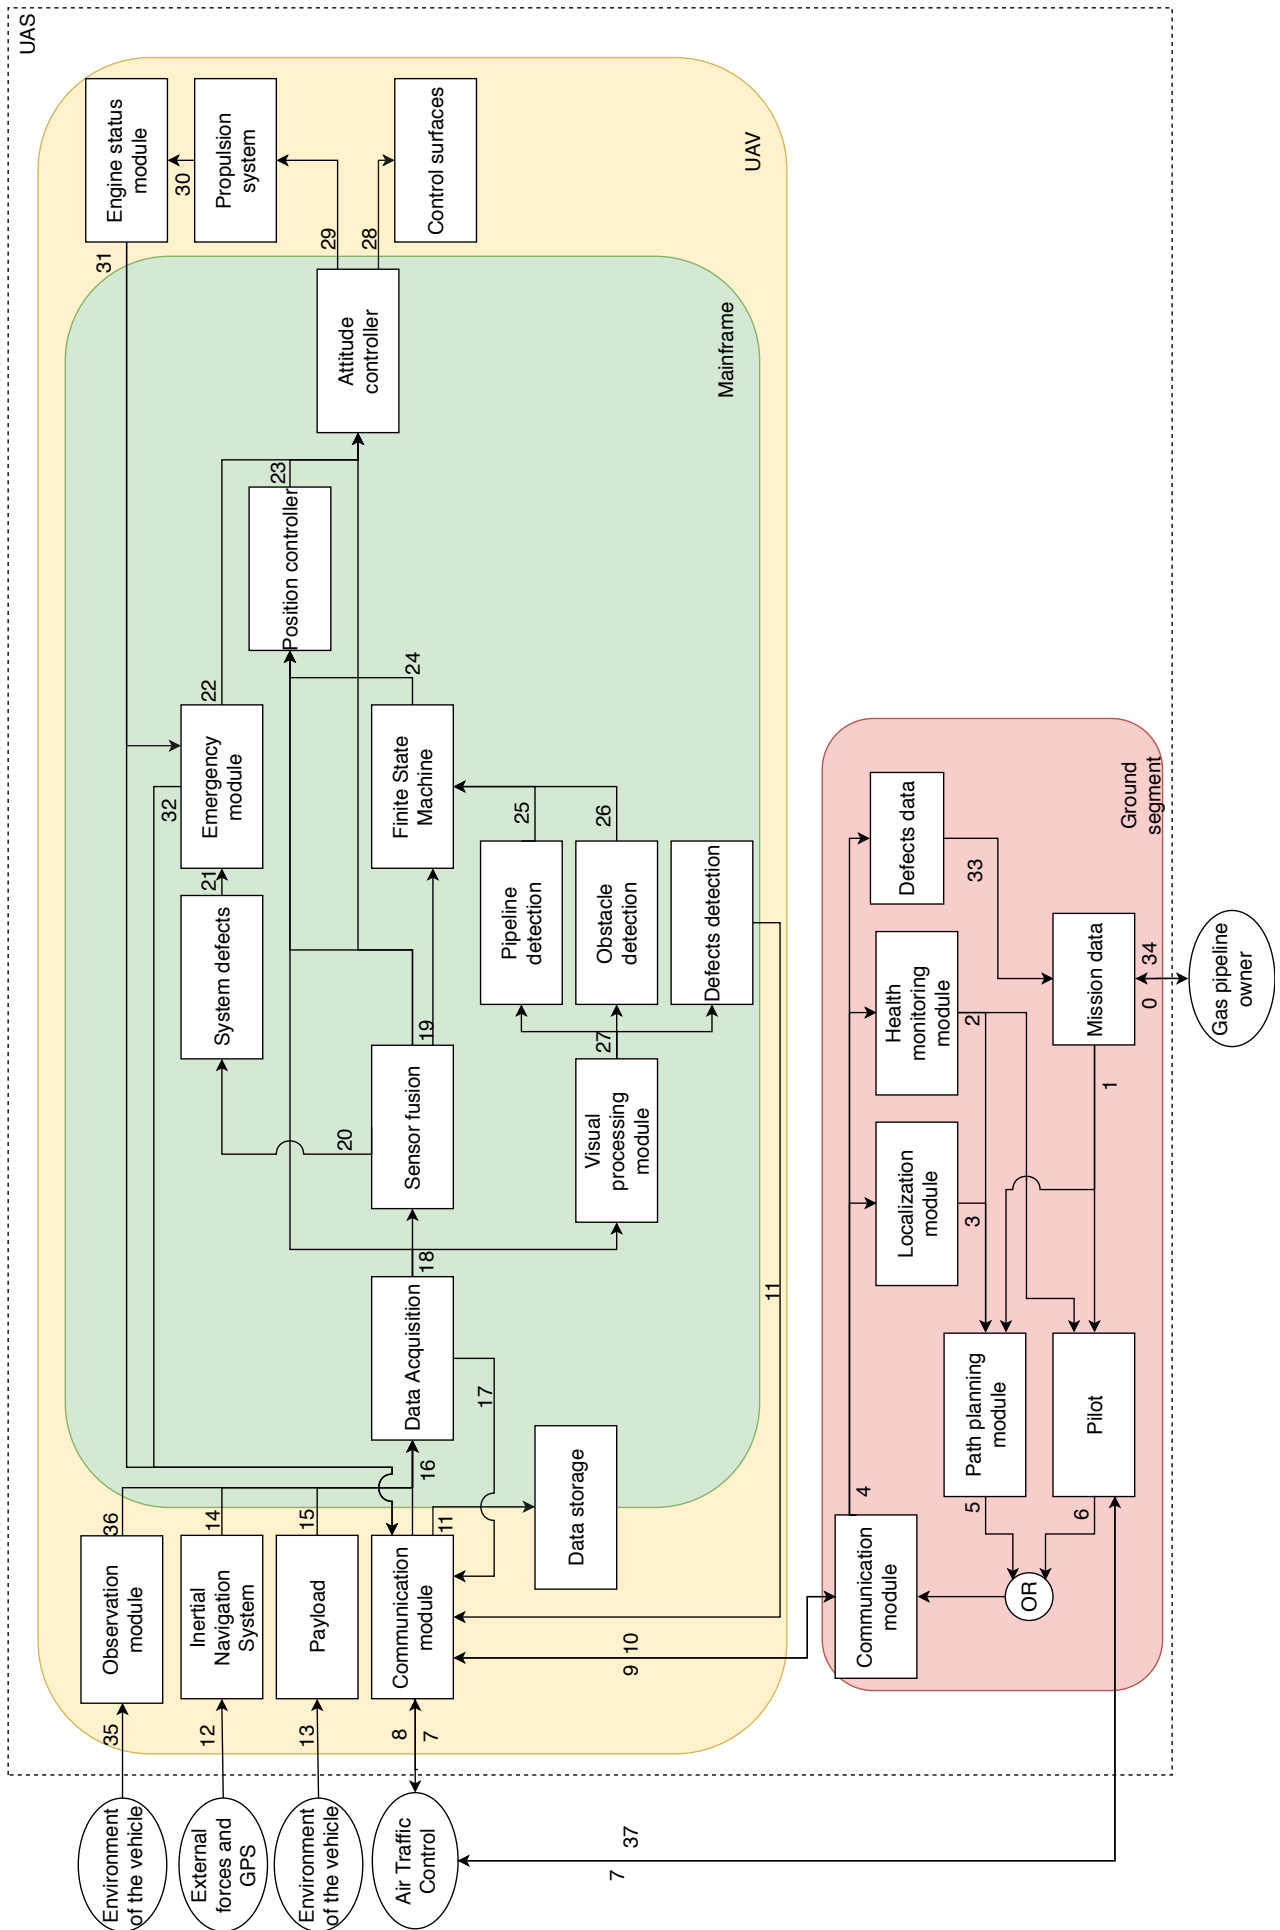 UAS
UAV
Mainframe
Ground
segment
Environment
of the vehicle
35
Observation
module
36
External
forces and
GPS
12
Inertial
Navigation
System
14
Environment
of the vehicle
13
Payload
15
Air Traffic
Control
8
7
Communication
module
11
16
Data storage
17
Data Acquisition
18
Sensor fusion
20
19
System defects
21
Emergency
module
32
22
31
Engine status
module
30
Propulsion
system
29
28
Control surfaces
Attitude
controller
23
Position controller
24
Finite State
Machine
25
26
Pipeline
detection
Obstacle
detection
Defects detection
27
Visual
processing
module
11
9
10
37
7
Communication
module
4
OR
5
6
Path planning
module
Pilot
Localization
module
3
Health
monitoring
module
2
Defects data
33
Mission data
1
0
34
Gas pipeline
owner